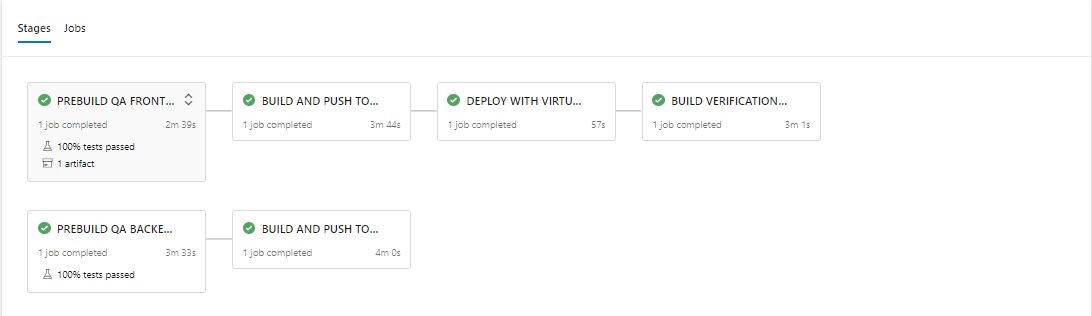 Stages Jobs
PREBUILD QA FRONT...
1 job completed 2m 39s
100% tests passed
1 artifact
BUILD AND PUSH TO...
1 job completed 3m 44s
DEPLOY WITH VIRTU...
1 job completed 57s
BUILD VERIFICATION...
1 job completed 3m 1s
PREBUILD QA BACKE...
1 job completed 3m 33s
100% tests passed
BUILD AND PUSH TO...
1 job completed 4m 0s